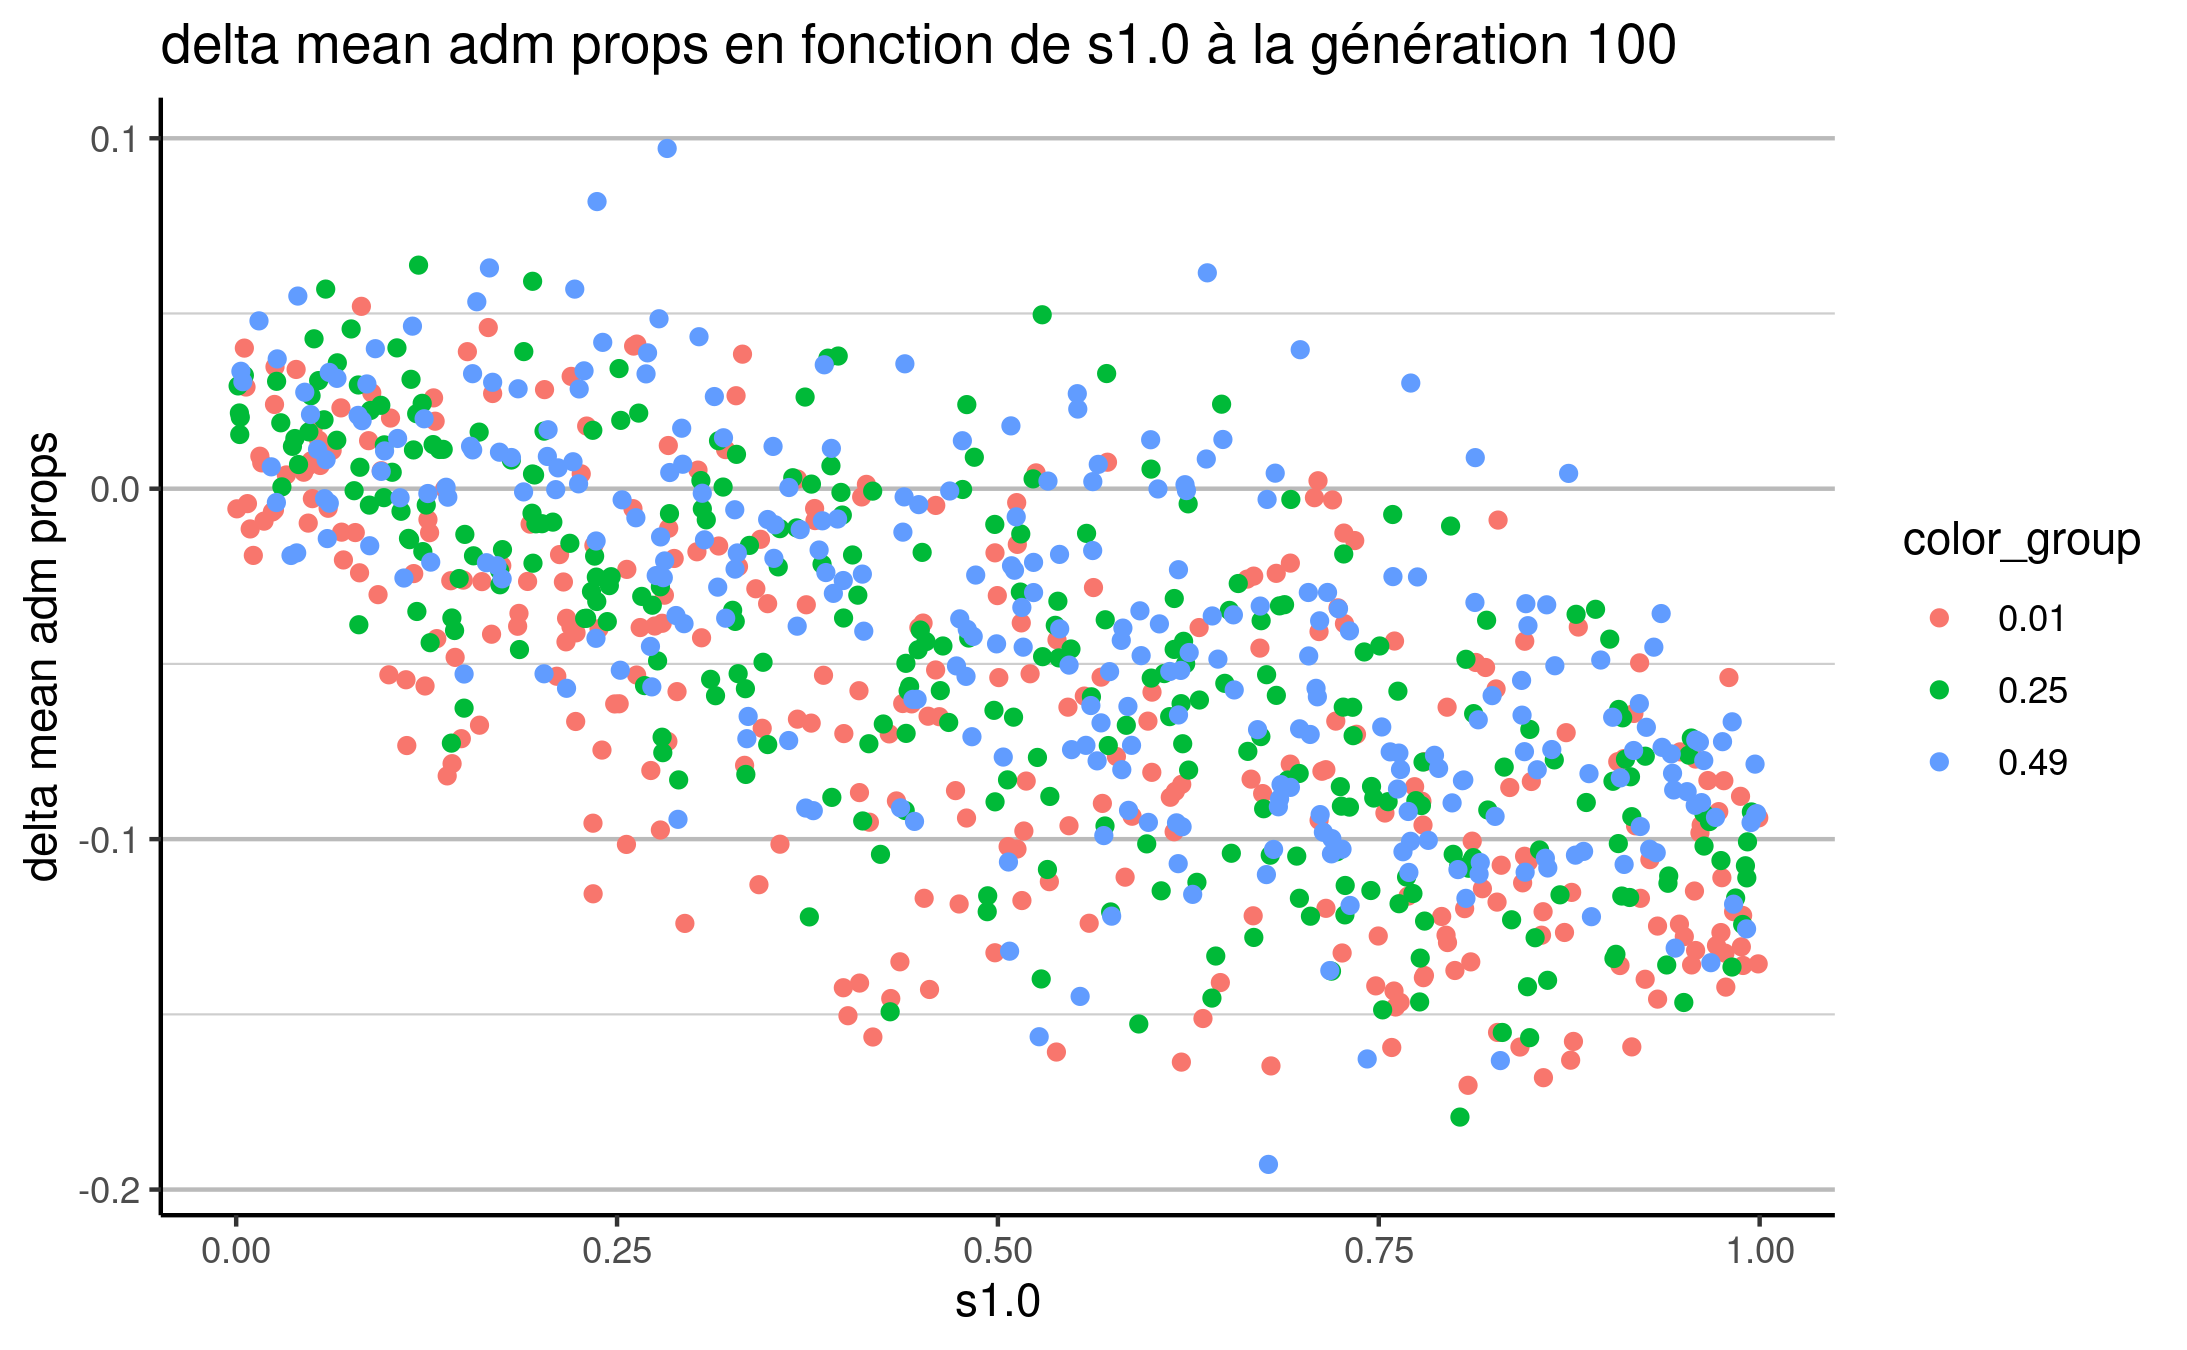 delta mean adm props en fonction de s1.0 à la génération 100
delta mean adm props
0.1
0.0
-0.1
-0.2
0.00 0.25 0.50 0.75 1.00
s1.0
color_group
0.01
0.25
0.49